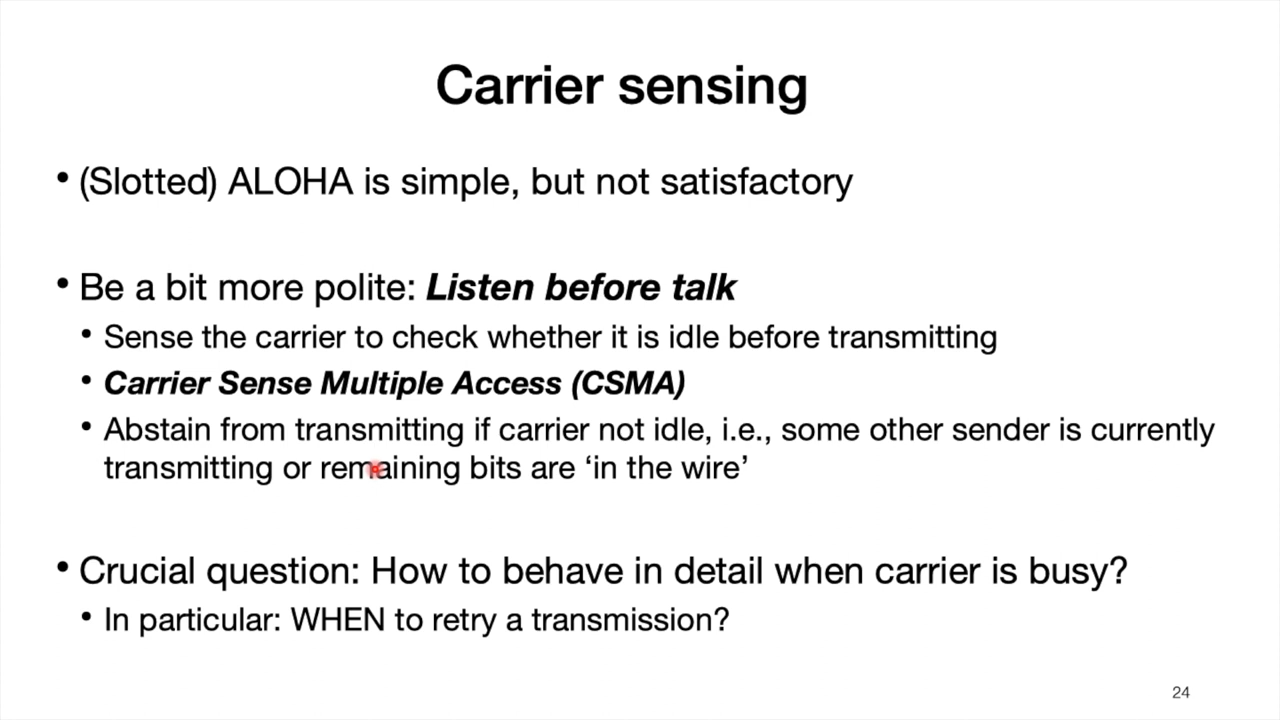 Carrier sensing
• (Slotted) ALOHA is simple, but not satisfactory
• Be a bit more polite: Listen before talk
• Sense the carrier to check whether it is idle before transmitting
• Carrier Sense Multiple Access (CSMA)
• Abstain from transmitting if carrier not idle, i.e., some other sender is currently
transmitting or remaining bits are ‘in the wire’
• Crucial question: How to behave in detail when carrier is busy?
• In particular: WHEN to retry a transmission?
24